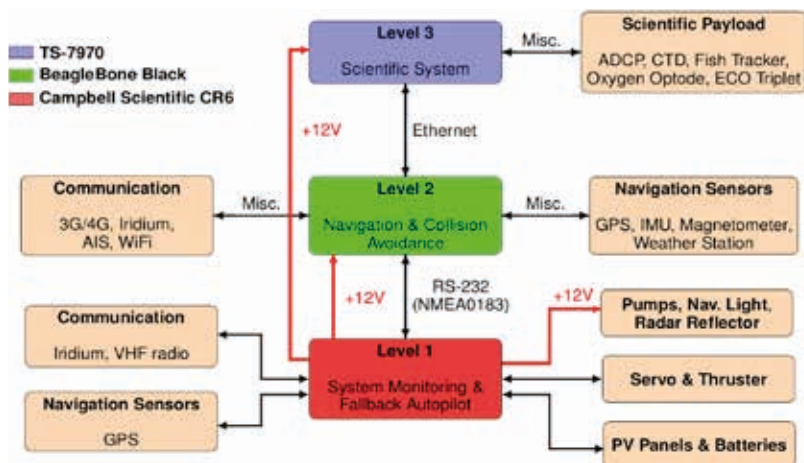 TS-7970
BeagleBone Black
Campbell Scientific CR6
Level 3
Scientific System
Misc.
Scientific Payload
ADCP, CTD, Fish Tracker,
Oxygen Optode, ECO Triplet
+12V
Ethernet
Communication
3G/4G, Iridium,
AIS, WiFi
Misc.
Level 2
Navigation & Collision
Avoidance
Misc.
Navigation Sensors
GPS, IMU, Magnetometer,
Weather Station
+12V
RS-232
(NMEA0183)
+12V
Pumps, Nav. Light,
Radar Reflector
Communication
Iridium, VHF radio
Level 1
System Monitoring &
Fallback Autopilot
Servo & Thruster
Navigation Sensors
GPS
PV Panels & Batteries